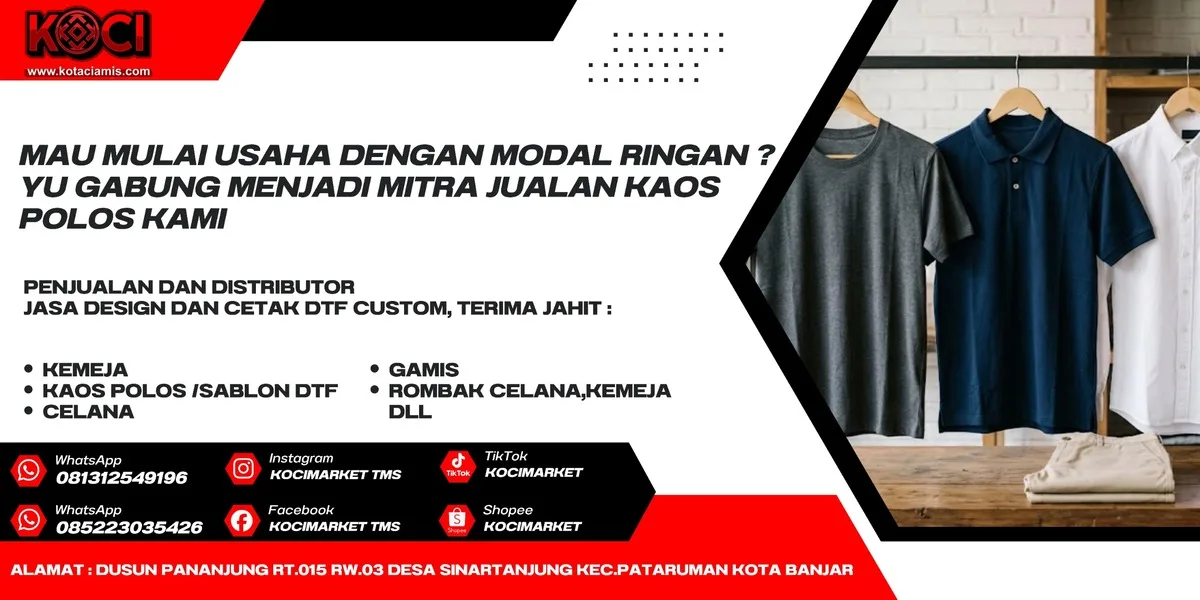 KOCI
www.kotaciamis.com
MAU MULAI USAHA DENGAN MODAL RINGAN ?
YU GABUNG MENJADI MITRA JUALAN KAOS
POLOS KAMI
PENJUALAN DAN DISTRIBUTOR
JASA DESIGN DAN CETAK DTF CUSTOM, TERIMA JAHIT :
• KEMEJA
• KAOS POLOS /SABLON DTF
• CELANA
• GAMIS
• ROMBAK CELANA,KEMEJA
DLL
WhatsApp
081312549196
Instagram
KOCIMARKET TMS
TikTok
TikTok
KOCIMARKET
WhatsApp
085223035426
Facebook
KOCIMARKET TMS
Shopee
Shopee
KOCIMARKET
ALAMAT : DUSUN PANANJUNG RT.015 RW.03 DESA SINARTANJUNG KEC.PATARUMAN KOTA BANJAR